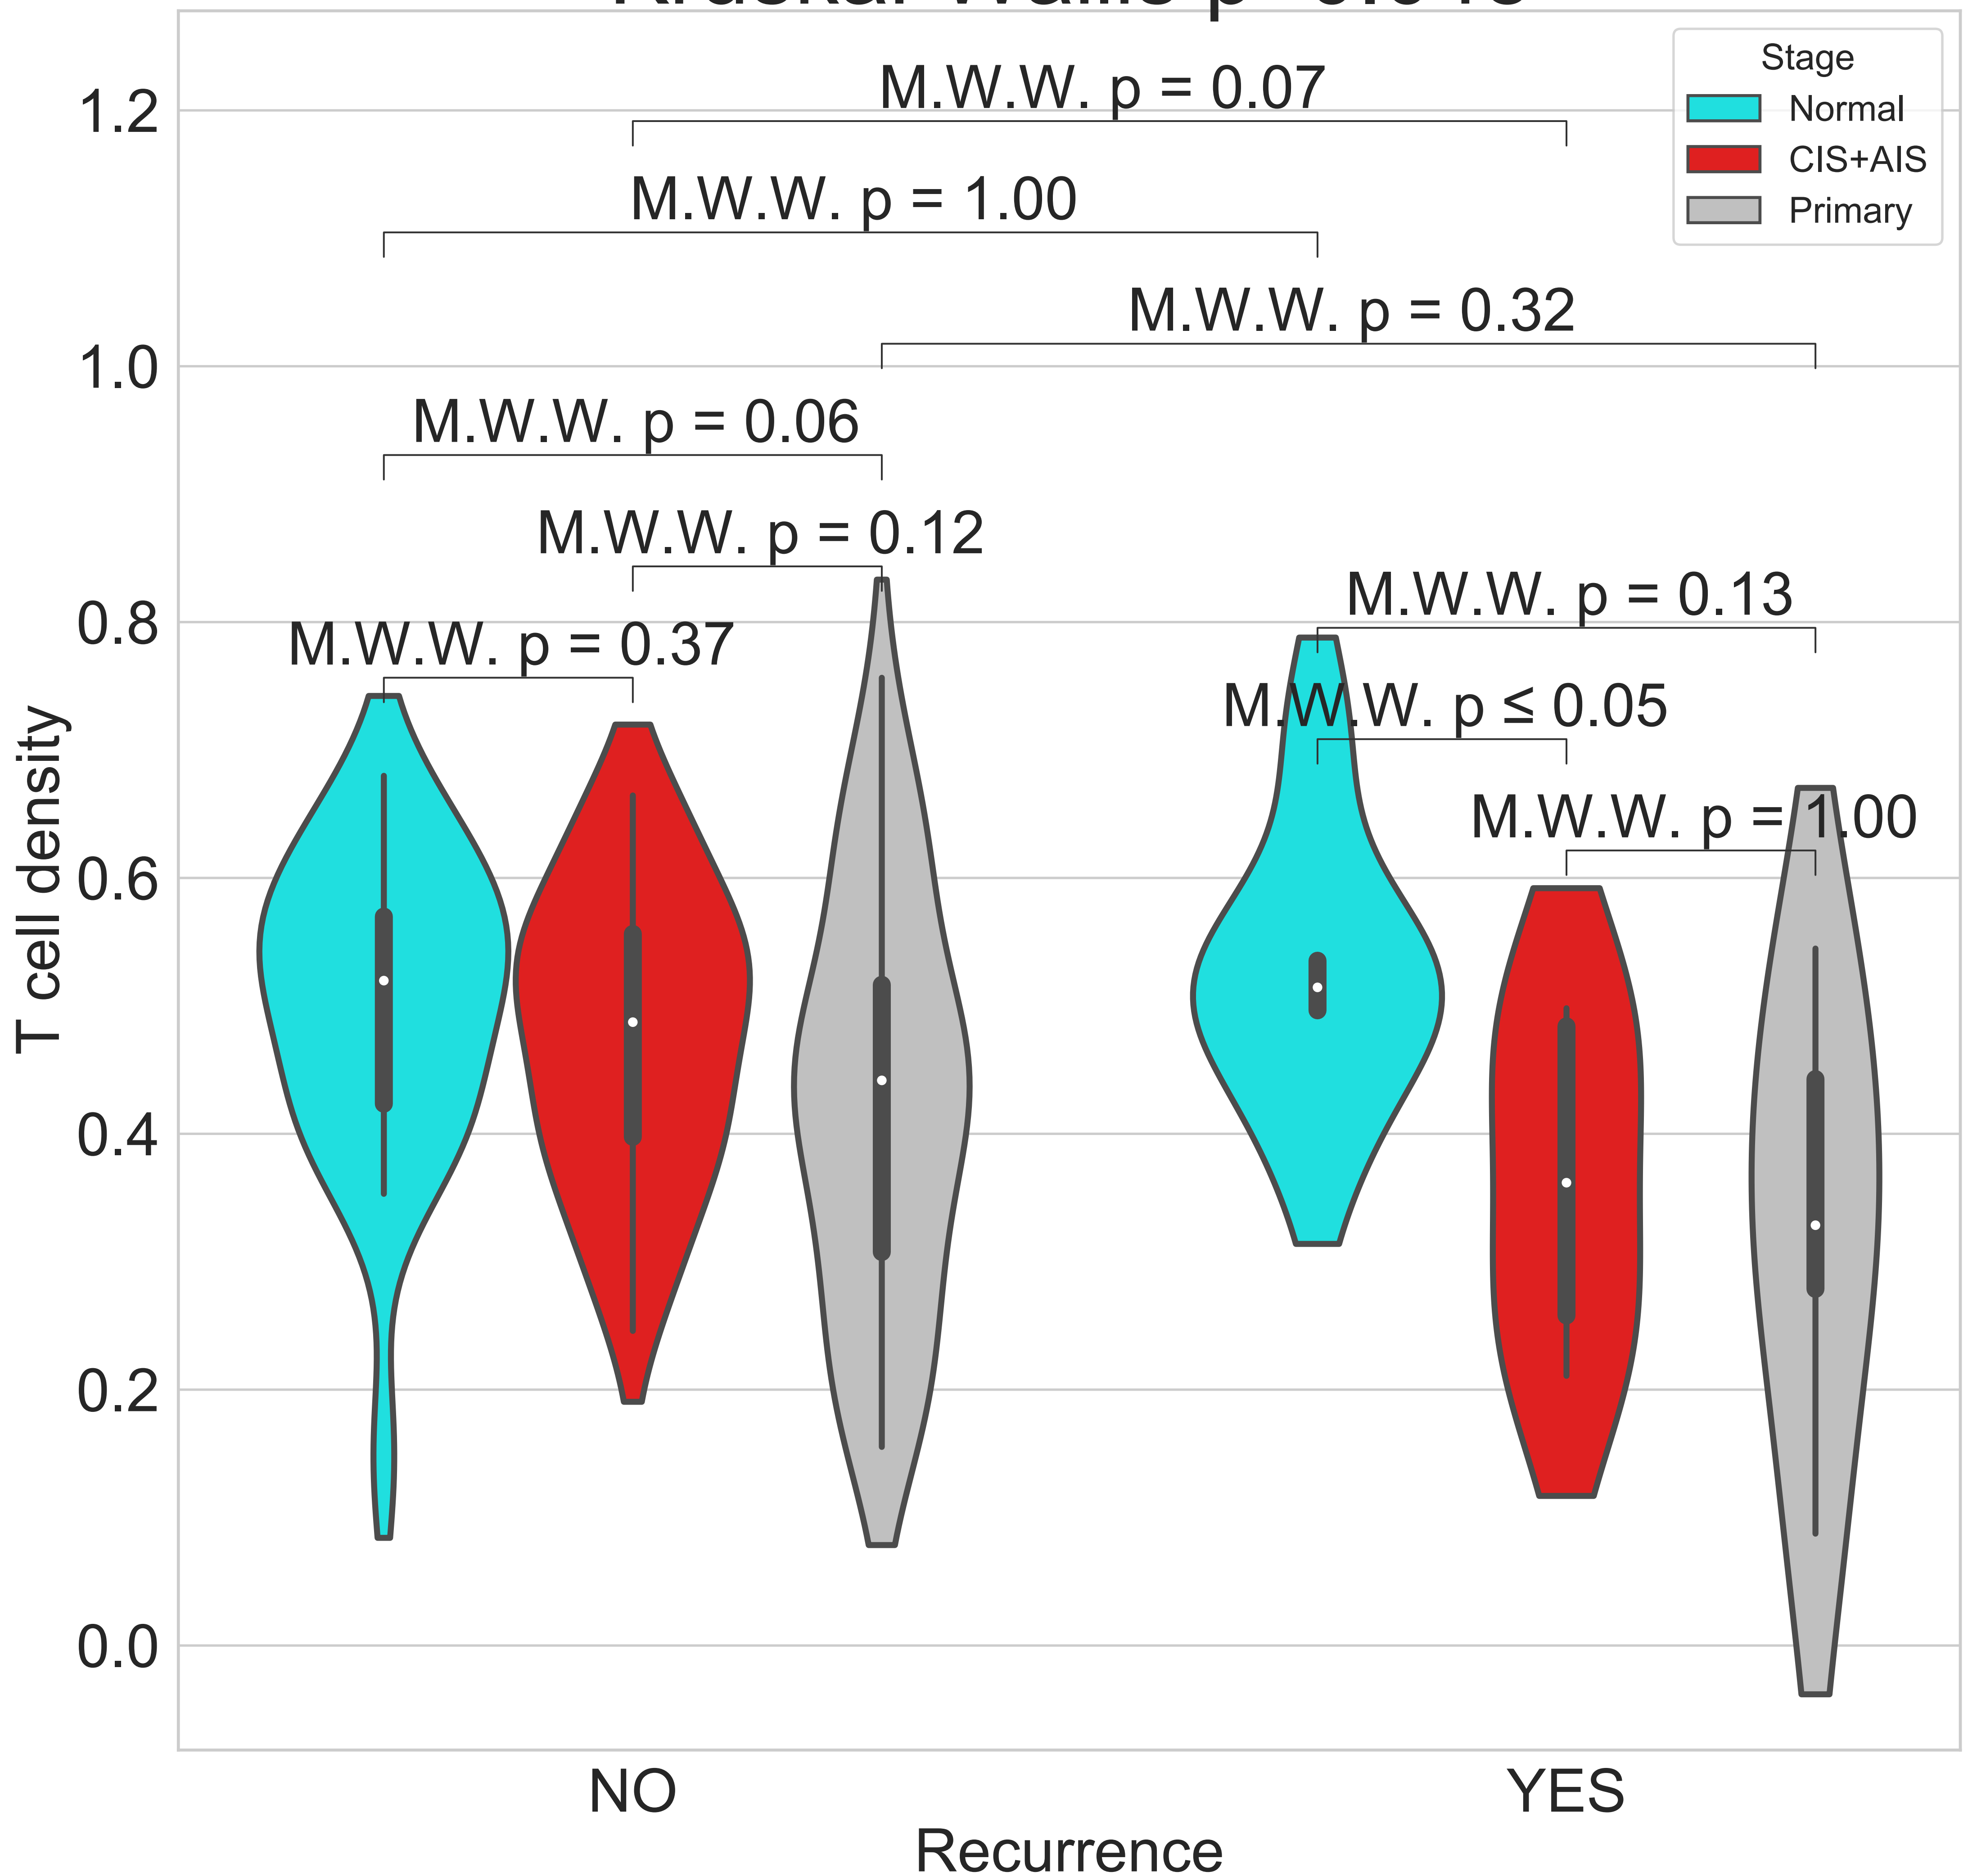 M.W.W. p = 0.07
Stage
Normal
CIS+AIS
Primary
M.W.W. p = 1.00
M.W.W. p = 0.32
M.W.W. p = 0.06
M.W.W. p = 0.12
M.W.W. p = 0.13
M.W.W. p = 0.37
M.W.W. p ≤ 0.05
M.W.W. p = 1.00
1.2
1.0
0.8
0.6
0.4
0.2
0.0
T cell density
NO
YES
Recurrence